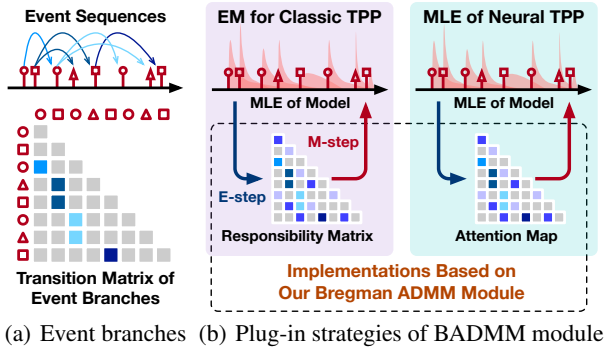 Event Sequences
Transition Matrix of
Event Branches
EM for Classic TPP
MLE of Model
M-step
E-step
Responsibility Matrix
MLE of Neural TPP
MLE of Model
Attention Map
Implementations Based on
Our Bregman ADMM Module
(a) Event branches (b) Plug-in strategies of BADMM module